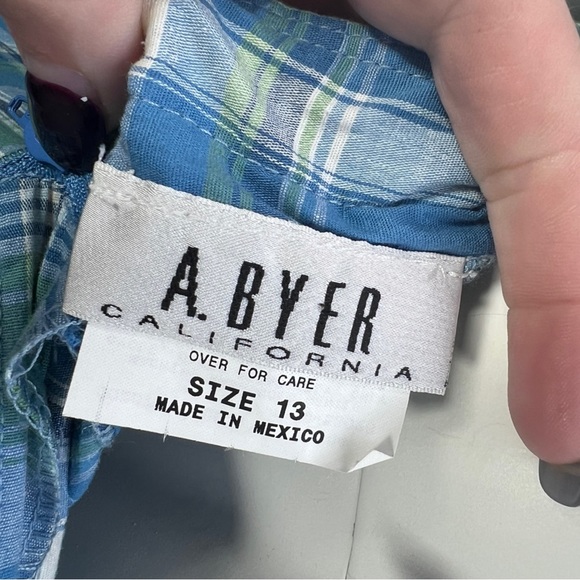 A. BYER
CALIFORNIA
OVER FOR CARE
SIZE 13
MADE IN MEXICO